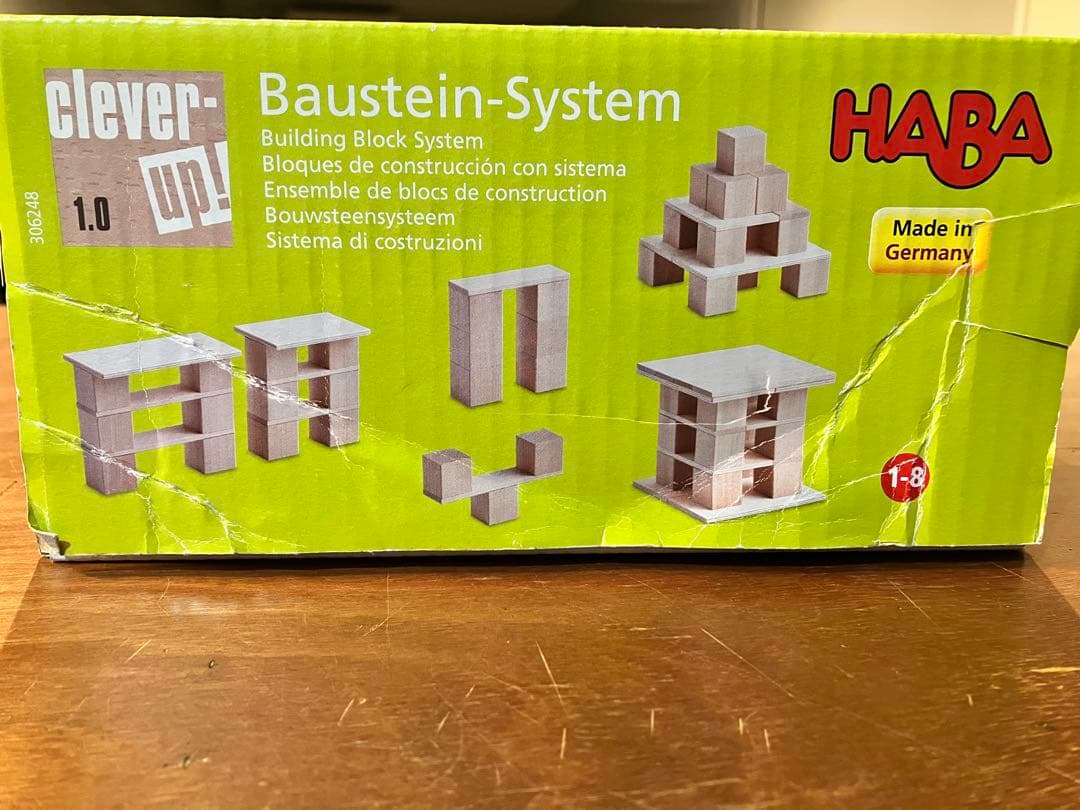 clever-
up!
1.0
306248
Baustein-System
Building Block System
Bloques de construcción con sistema
Ensemble de blocs de construction
Bouwsteensysteem
Sistema di costruzioni
HABA
Made in
Germany
1-8